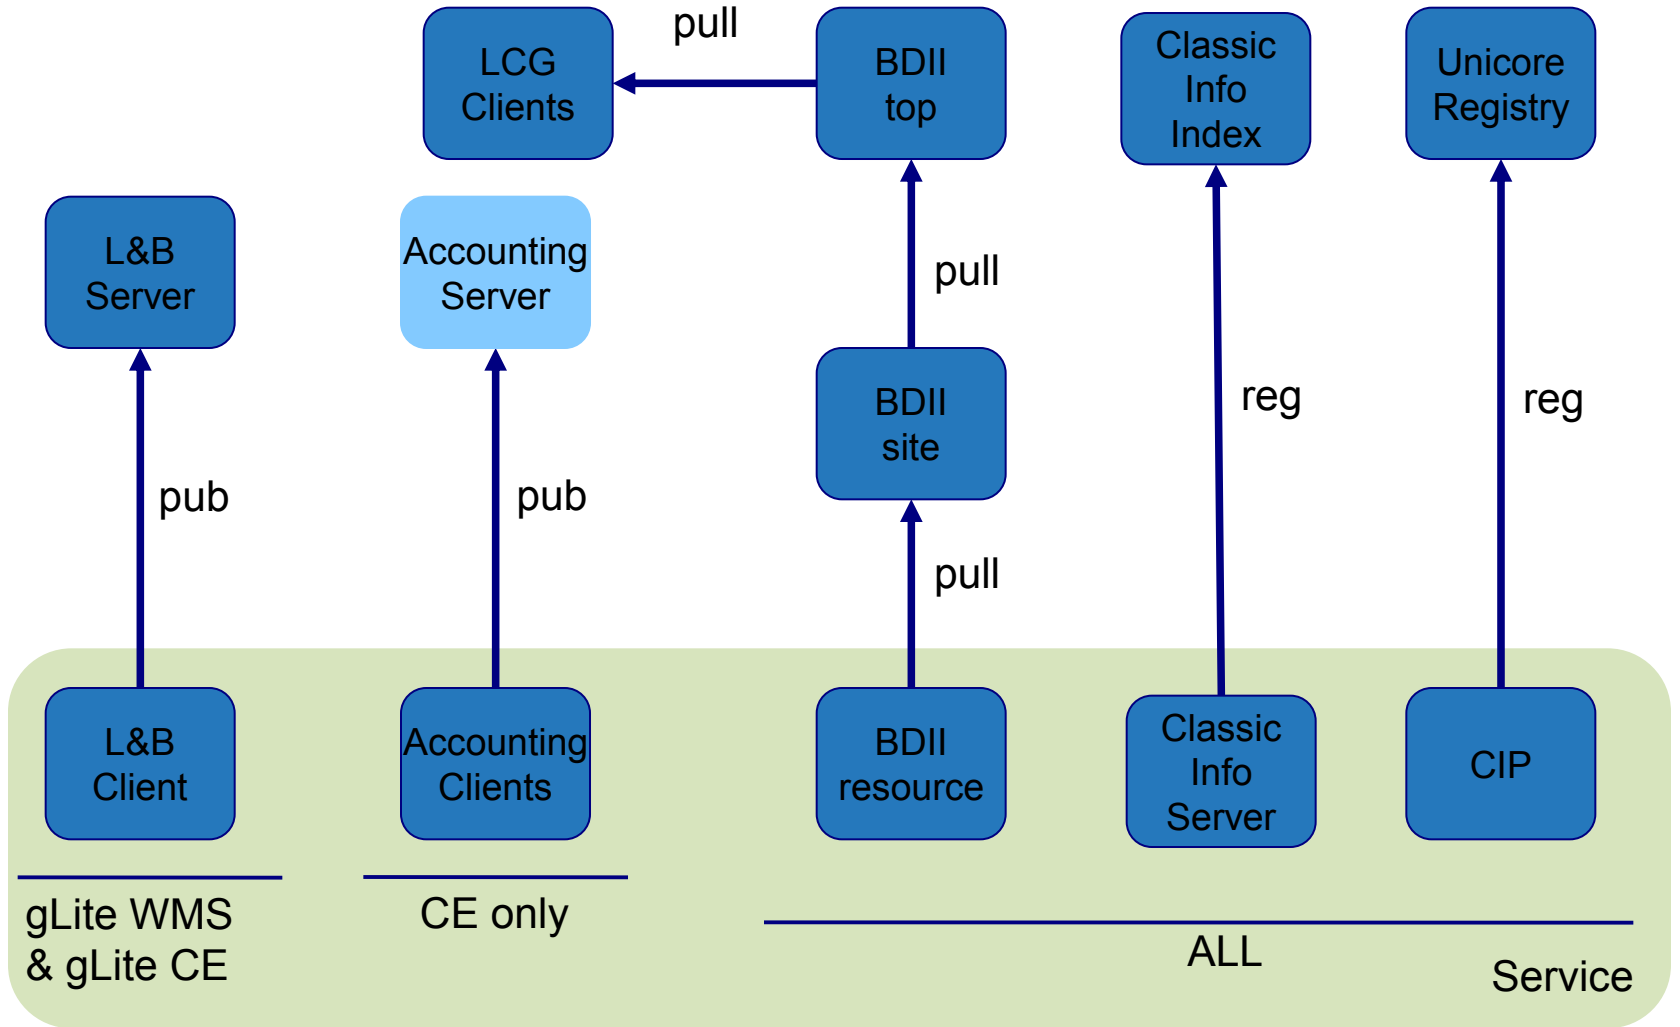 pull
LCG
Clients
BDII
top
Classic
Info
Index
Unicore
Registry
L&B
Server
Accounting
Server
pull
BDII
site
reg
reg
pub
pub
pull
L&B
Client
Accounting
Clients
BDII
resource
Classic
Info
Server
CIP
gLite WMS
& gLite CE
CE only
ALL
Service